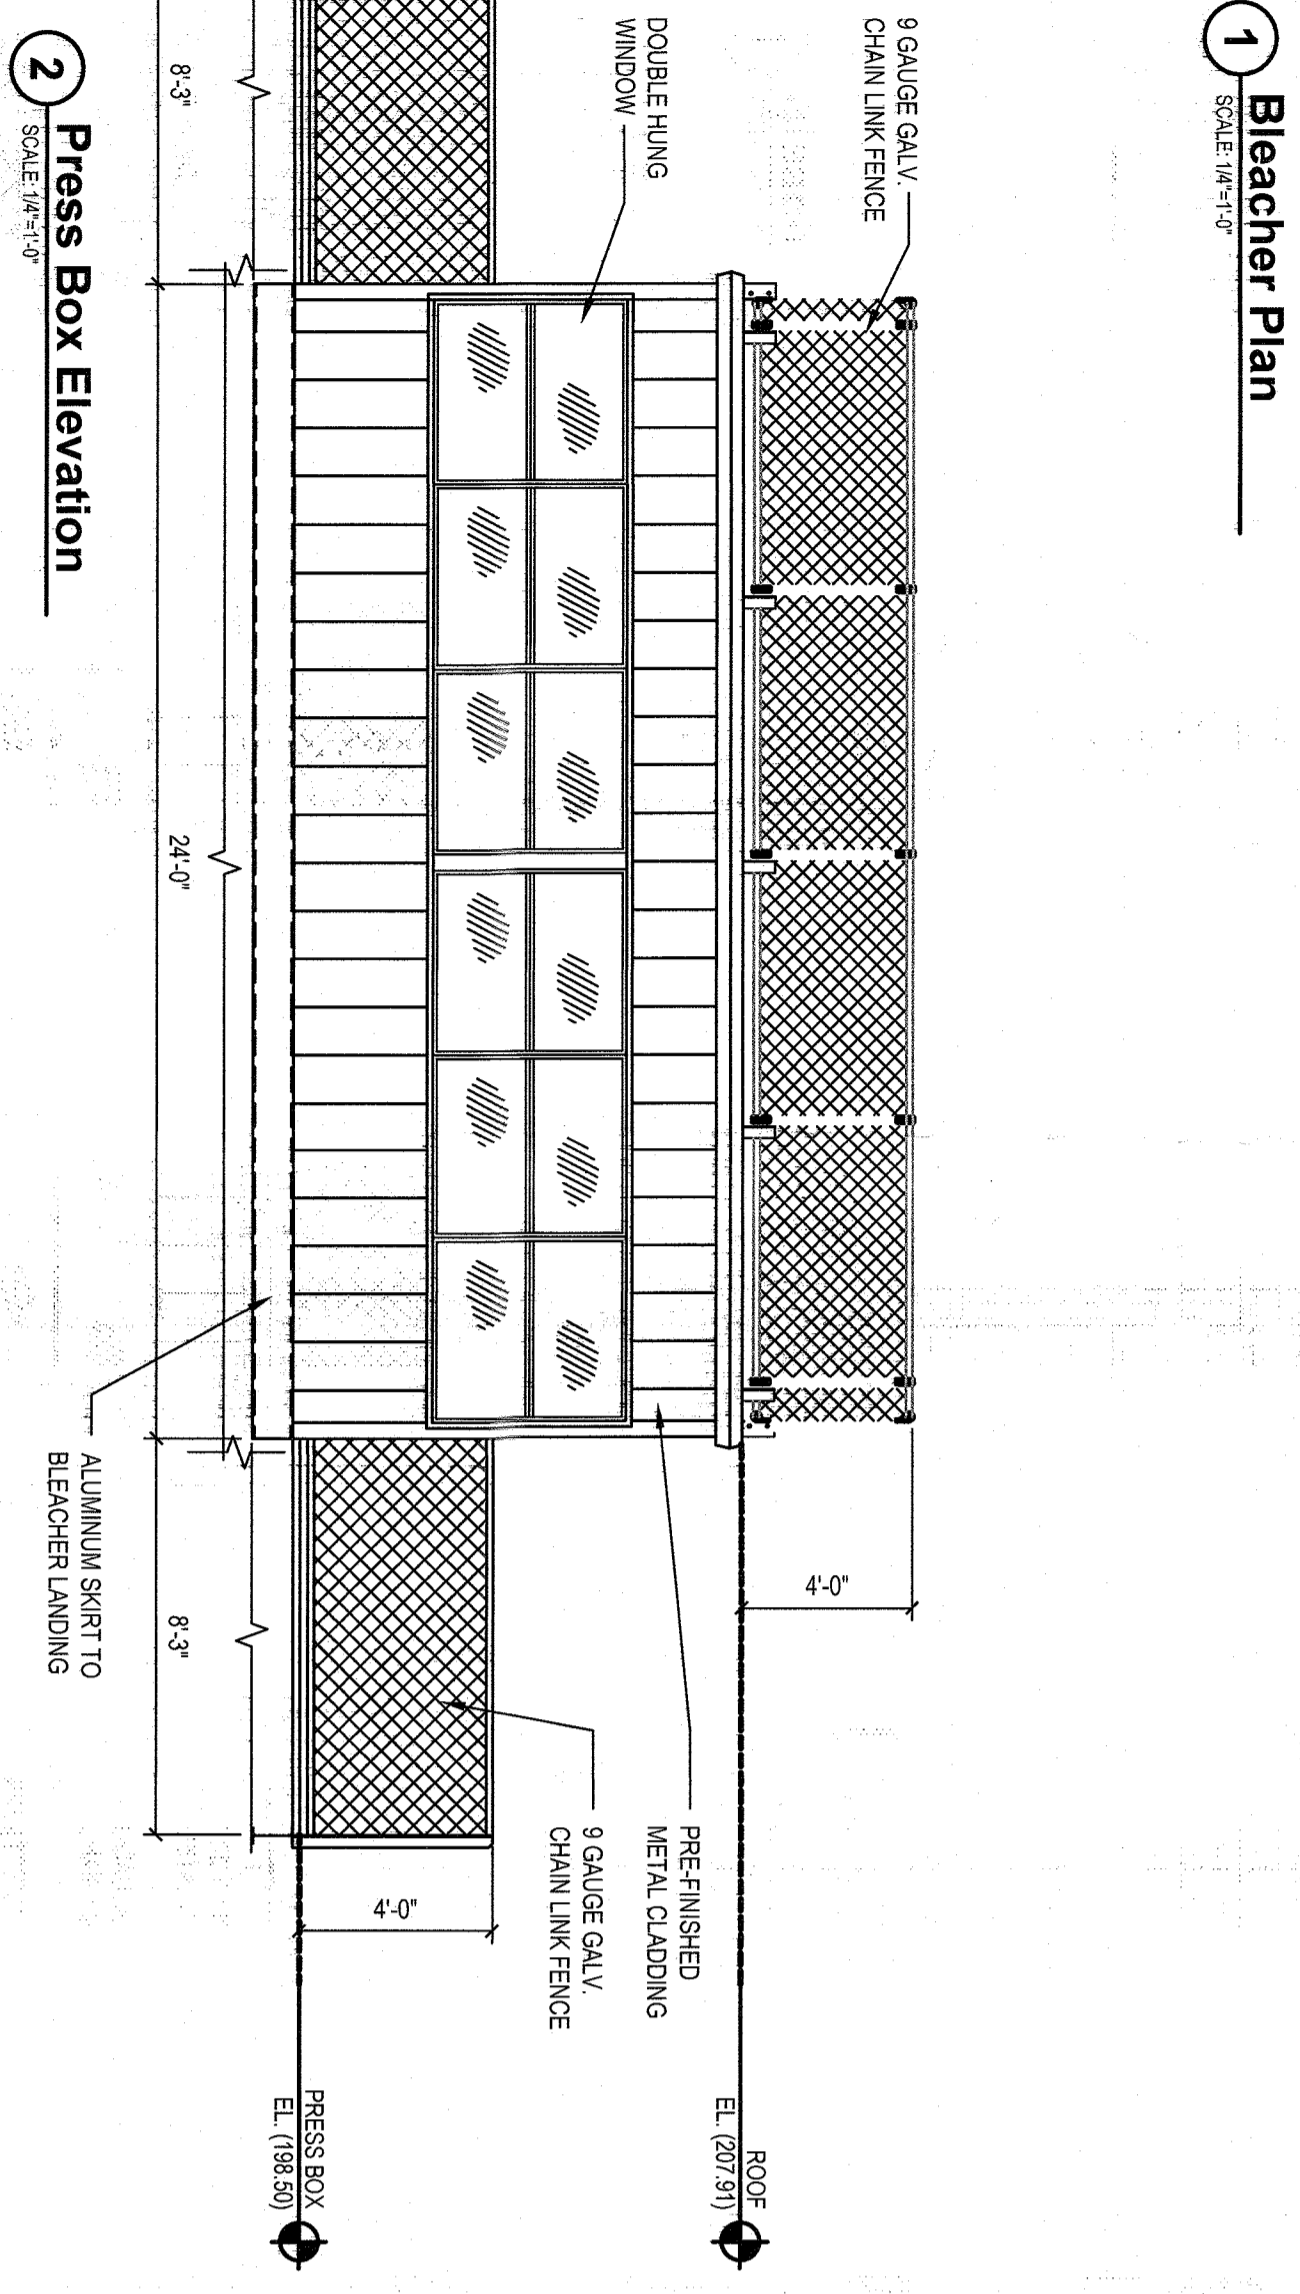 1
Bleacher Plan
SCALE: 1/4"=1'-0"
9 GAUGE GALV.
CHAIN LINK FENCE
DOUBLE HUNG
WINDOW
4'-0"
ROOF
EL. (207.91)
PRE-FINISHED
METAL CLADDING
9 GAUGE GALV.
CHAIN LINK FENCE
4'-0"
PRESS BOX
EL. (198.50)
8'-3"
24'-0"
8'-3"
ALUMINUM SKIRT TO
BLEACHER LANDING
2
Press Box Elevation
SCALE: 1/4"=1'-0"